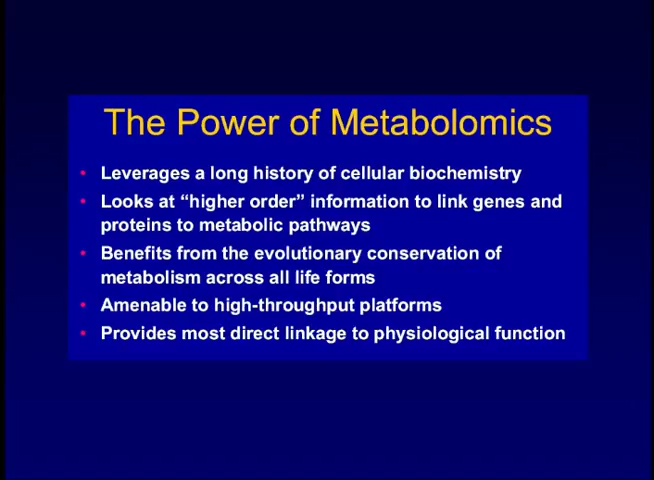 The Power of Metabolomics
• Leverages a long history of cellular biochemistry
• Looks at “higher order” information to link genes and
proteins to metabolic pathways
• Benefits from the evolutionary conservation of
metabolism across all life forms
• Amenable to high-throughput platforms
• Provides most direct linkage to physiological function